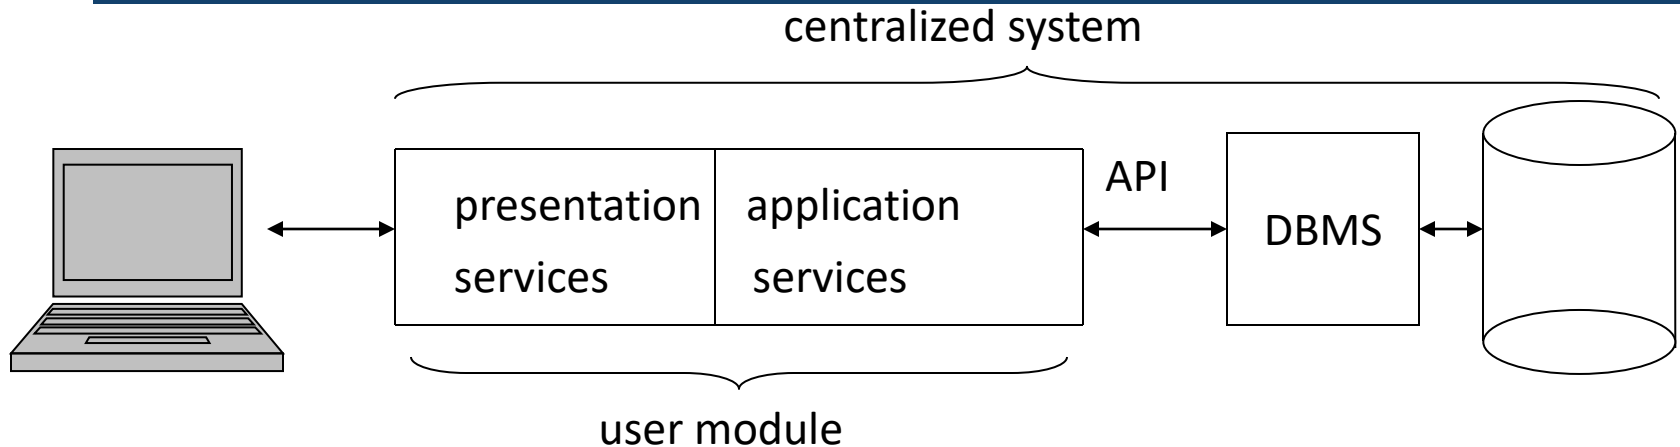 centralized system
presentation
services
application
services
API
DBMS
user module